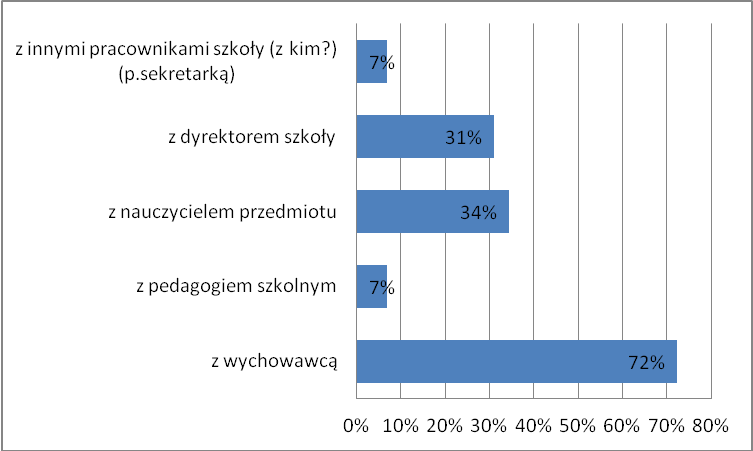 z innymi pracownikami szkoły (z kim?)
(p.sekretarką)
7%
z dyrektorem szkoły
31%
z nauczycielem przedmiotu
34%
z pedagogiem szkolnym
7%
z wychowawcą
72%
0% 10% 20% 30% 40% 50% 60% 70% 80%